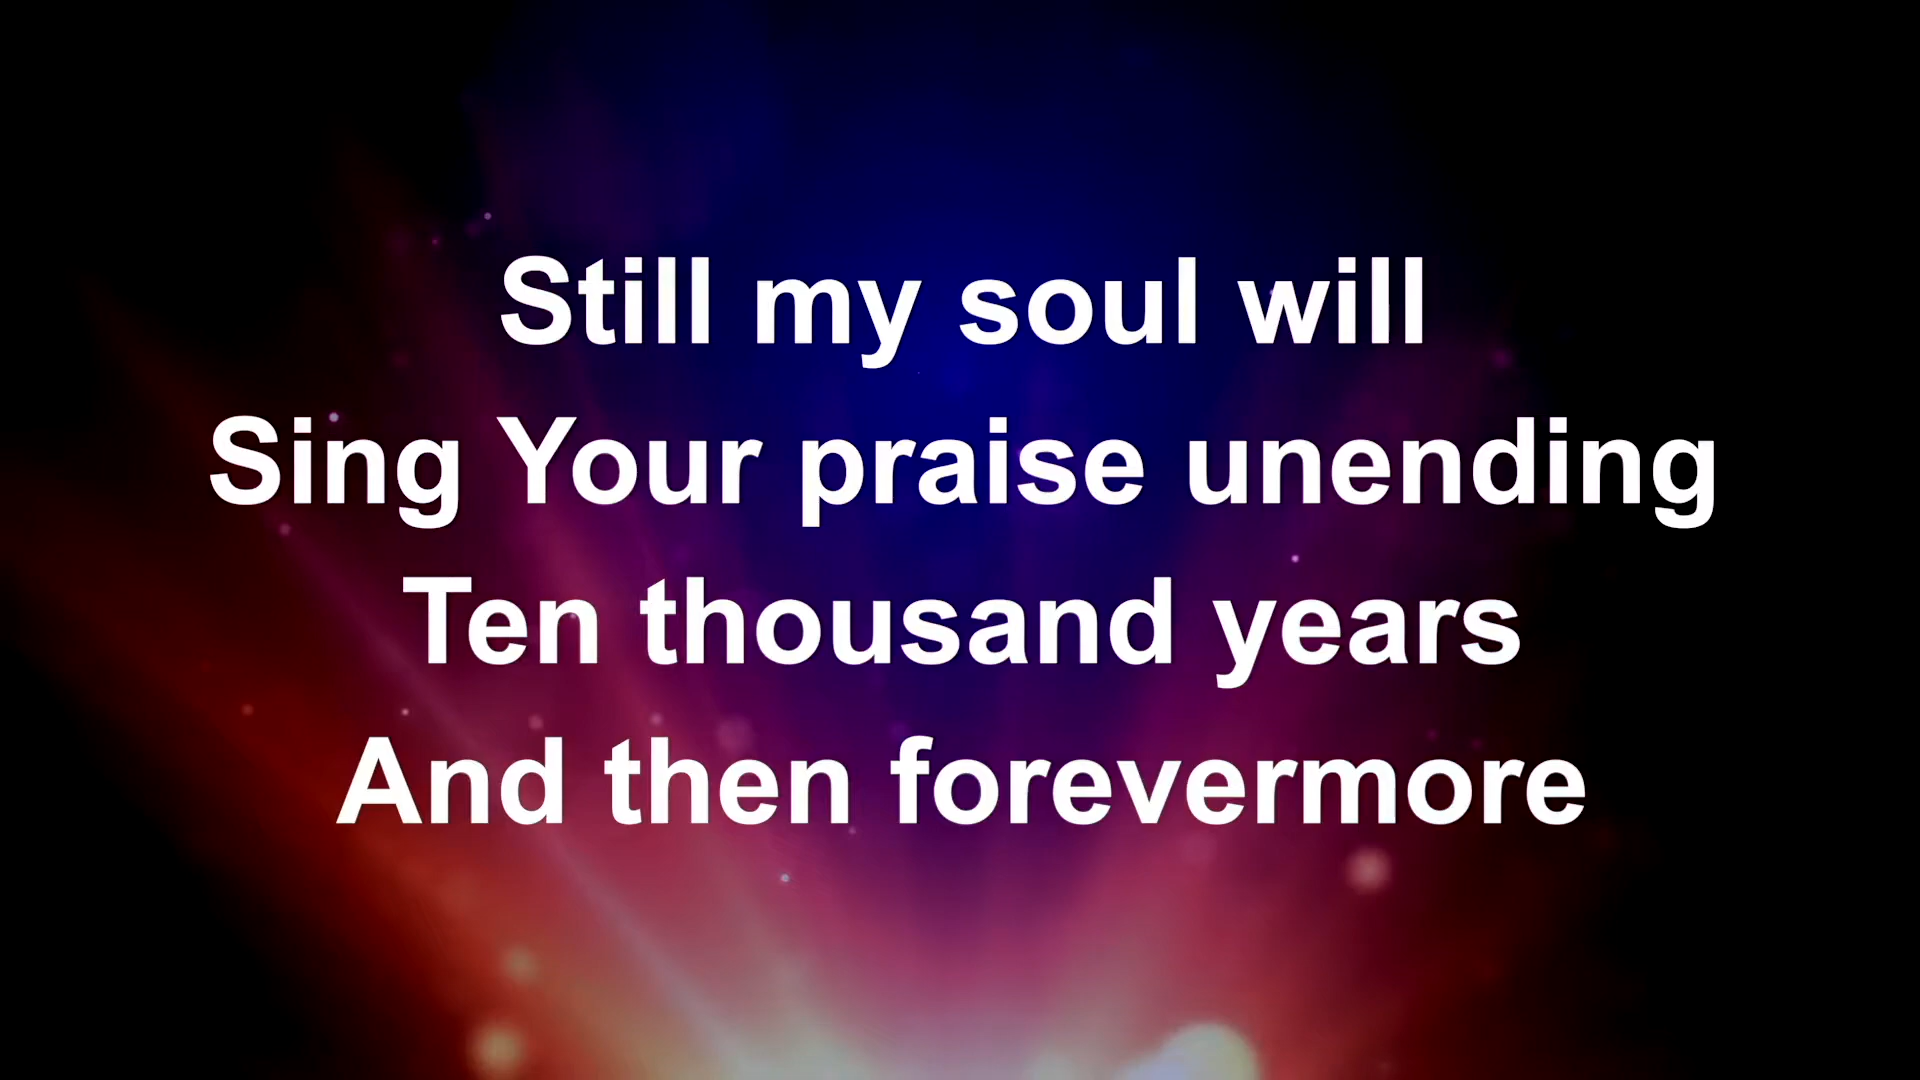 Still my soul will
Sing Your praise unending
Ten thousand years
And then forevermore